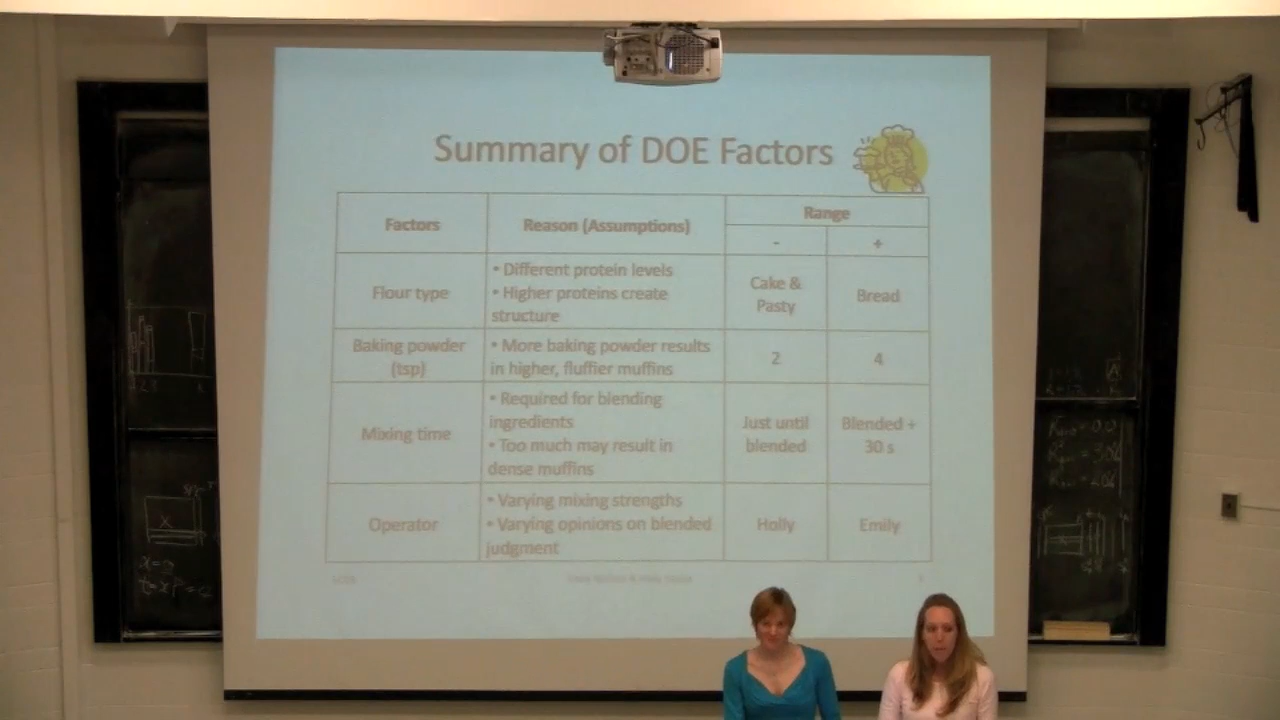 Summary of DOE Factors
Factors
Reason (Assumptions)
Range
-
+
Flour type
• Different protein levels
• Higher proteins create
structure
Cake &
Pasty
Bread
Baking powder
(tsp)
• More baking powder results
in higher, fluffier muffins
2
4
Mixing time
• Required for blending
ingredients
• Too much may result in
dense muffins
Just until
blended
Blended +
30 s
Operator
• Varying mixing strengths
• Varying opinions on blended
judgment
Holly
Emily